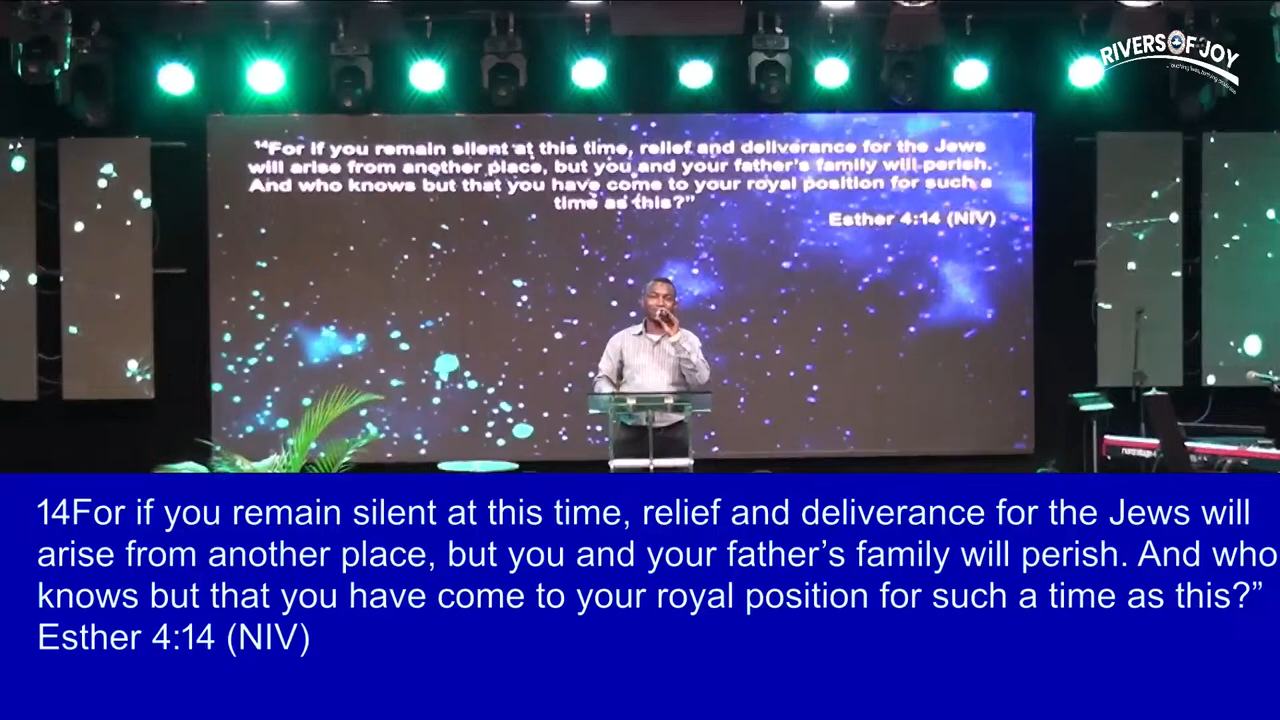 RIVERS OF JOY
¹⁴For if you remain silent at this time, relief and deliverance for the Jews
will arise from another place, but you and your father's family will perish.
And who knows but that you have come to your royal position for such a
time as this?”
Esther 4:14 (NIV)
14For if you remain silent at this time, relief and deliverance for the Jews will
arise from another place, but you and your father’s family will perish. And who
knows but that you have come to your royal position for such a time as this?”
Esther 4:14 (NIV)